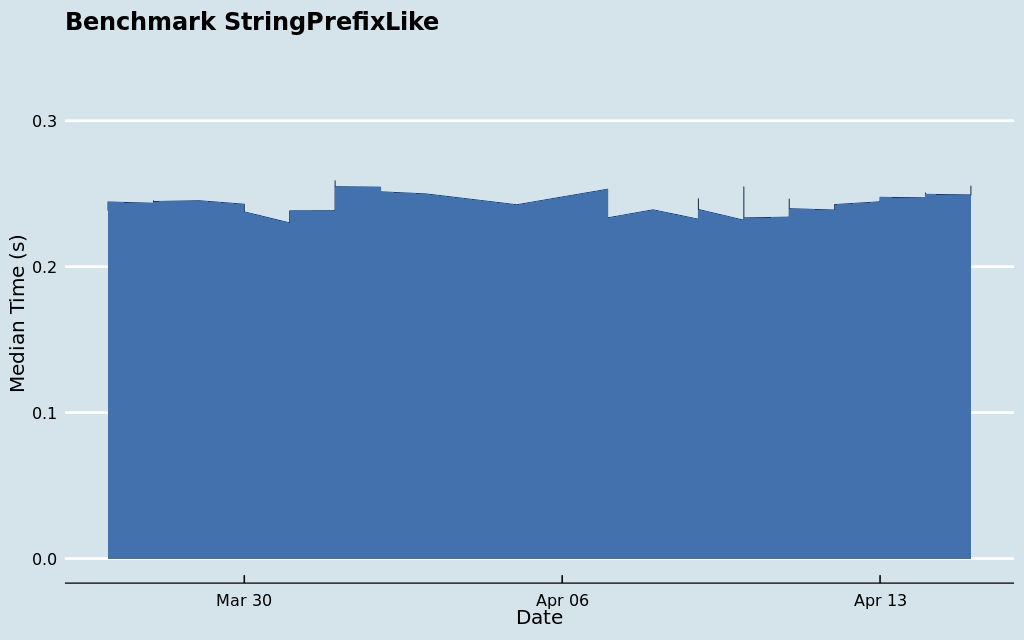 Benchmark StringPrefixLike
Median Time (s)
0.3
0.2
0.1
0.0
Mar 30
Apr 06
Apr 13
Date